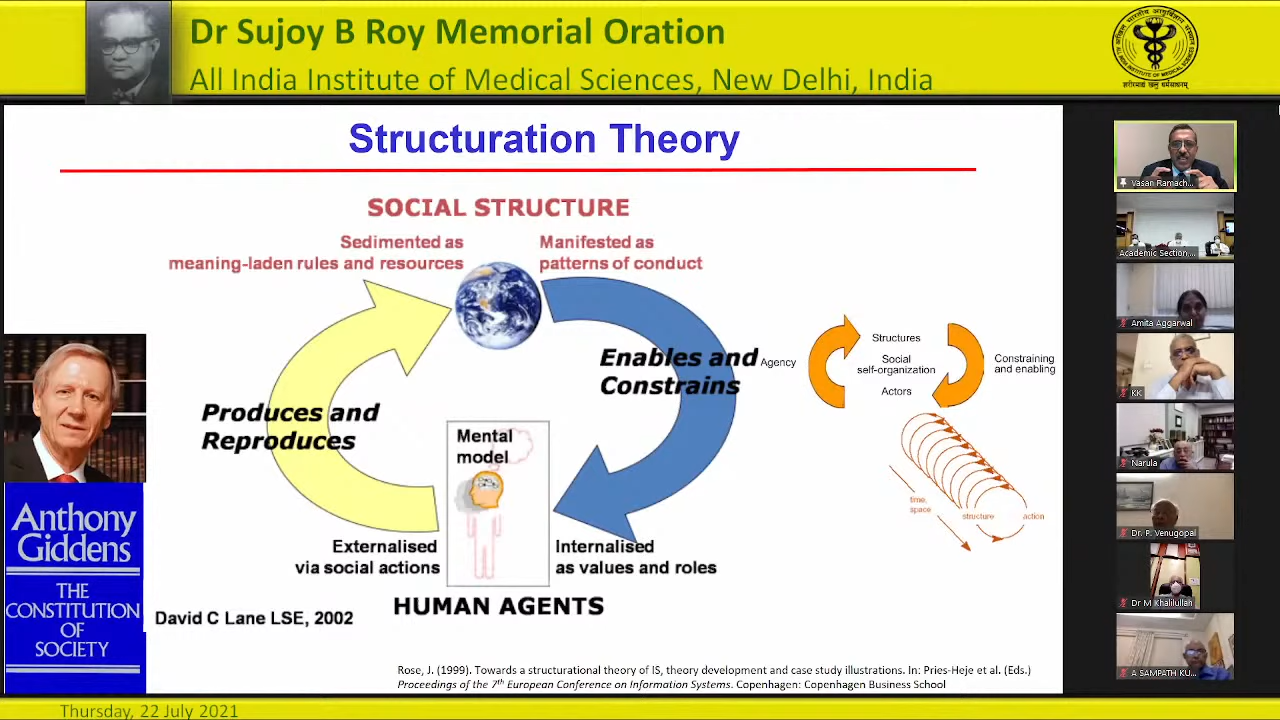 Dr Sujoy B Roy Memorial Oration
All India Institute of Medical Sciences, New Delhi, India
Structuration Theory
SOCIAL STRUCTURE
Sedimented as
meaning-laden rules and resources
Manifested as
patterns of conduct
Enables and
Constrains
Produces and
Reproduces
Mental
model
Externalised
via social actions
Internalised
as values and roles
HUMAN AGENTS
Anthony
Giddens
THE
CONSTITUTION
OF
SOCIETY
David C Lane LSE, 2002
Agency
Structures
Social
self-organization
Actors
Constraining
and enabling
time,
space
structure
action
Rose, J. (1999). Towards a structurational theory of IS, theory development and case study illustrations. In: Pries-Heje et al. (Eds.)
Proceedings of the 7th European Conference on Information Systems. Copenhagen: Copenhagen Business School
Vasan Ramach...
Academic Section,...
Amita Aggarwal
KK
Narula
Dr. P. Venugopal
Dr M Khalilullah
A SAMPATH KU...
Thursday, 22 July 2021